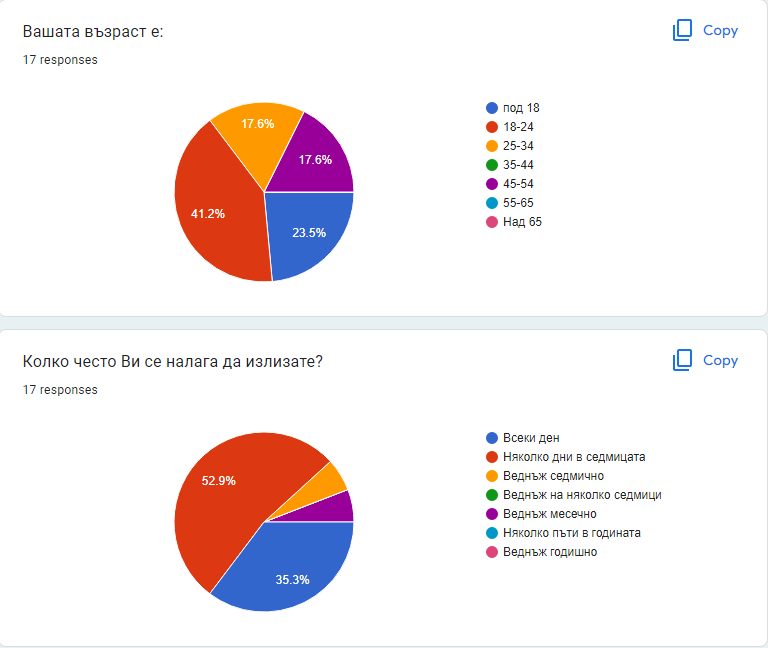 Вашата възраст е:
Copy
17 responses
17.6%
17.6%
41.2%
23.5%
под 18
18-24
25-34
35-44
45-54
55-65
Над 65
Колко често Ви се налага да излизате?
Copy
17 responses
52.9%
35.3%
Всеки ден
Няколко дни в седмицата
Веднъж седмично
Веднъж на няколко седмици
Веднъж месечно
Няколко пъти в годината
Веднъж годишно